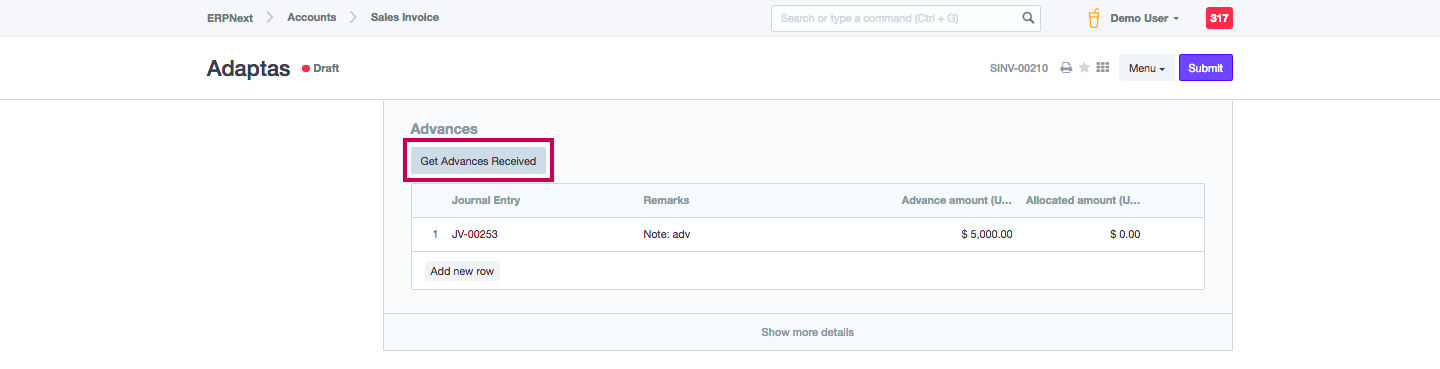 ERPNext Accounts Sales Invoice Search or type a command (Ctrl + G) Demo User 317
Adaptas Draft SINV-00210 Menu Submit
Advances
Get Advances Received
Journal Entry Remarks Advance amount (U... Allocated amount (U...
1 JV-00253 Note: adv $ 5,000.00 $ 0.00
Add new row
Show more details